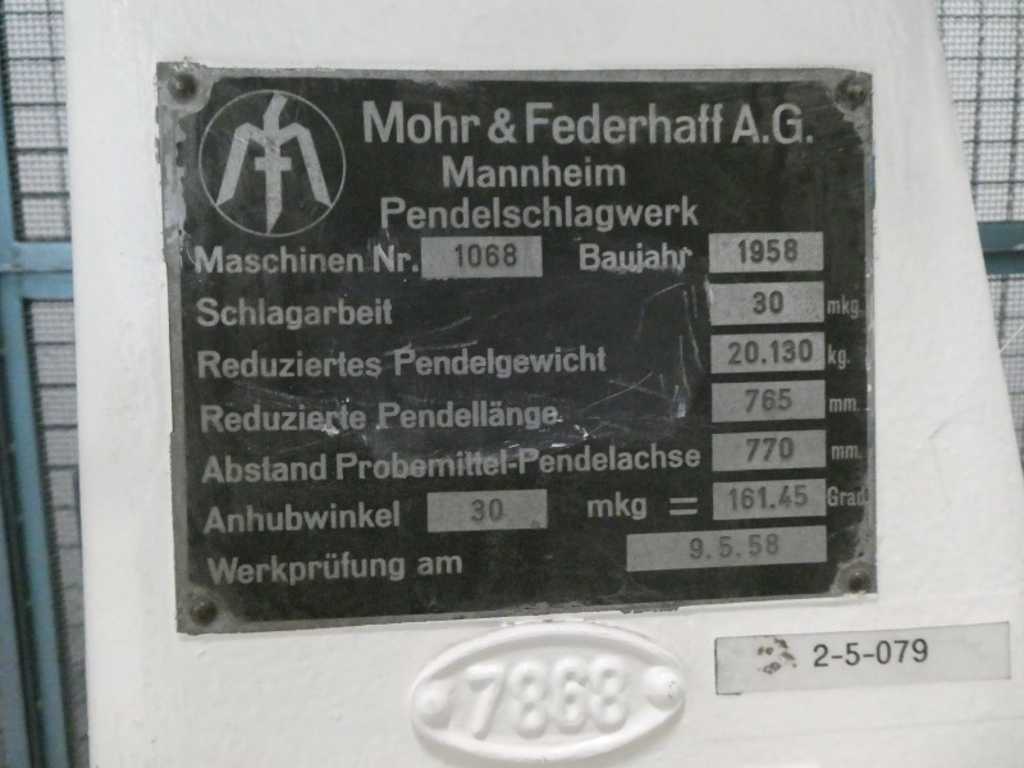 Mohr & Federhaff A.G.
Mannheim
Pendelschlagwerk
Maschinen Nr. 1068 Baujahr 1958
Schlagarbeit 30 mkg.
Reduziertes Pendelgewicht 20.130 kg.
Reduzierte Pendellänge 765 mm.
Abstand Probemittel-Pendelachse 770 mm.
Anhubwinkel 30 mkg = 161.45 Grad
Werkprüfung am 9.5.58
7868
2-5-079